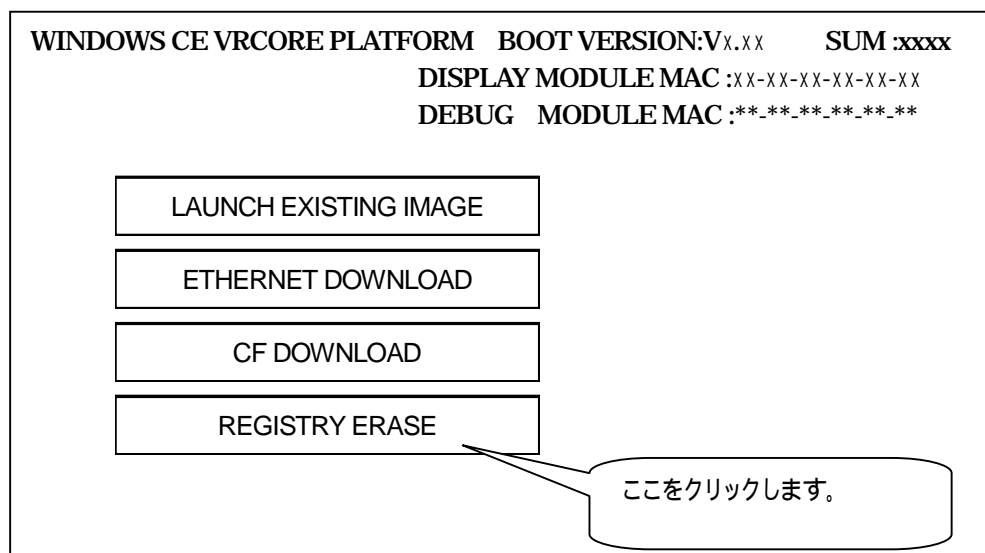 WINDOWS CE VRCORE PLATFORM BOOT VERSION:Vx.xx SUM :xxxx
DISPLAY MODULE MAC :xx-xx-xx-xx-xx-xx
DEBUG MODULE MAC :**-**-**-**-**-**
LAUNCH EXISTING IMAGE
ETHERNET DOWNLOAD
CF DOWNLOAD
REGISTRY ERASE
ここをクリックします。